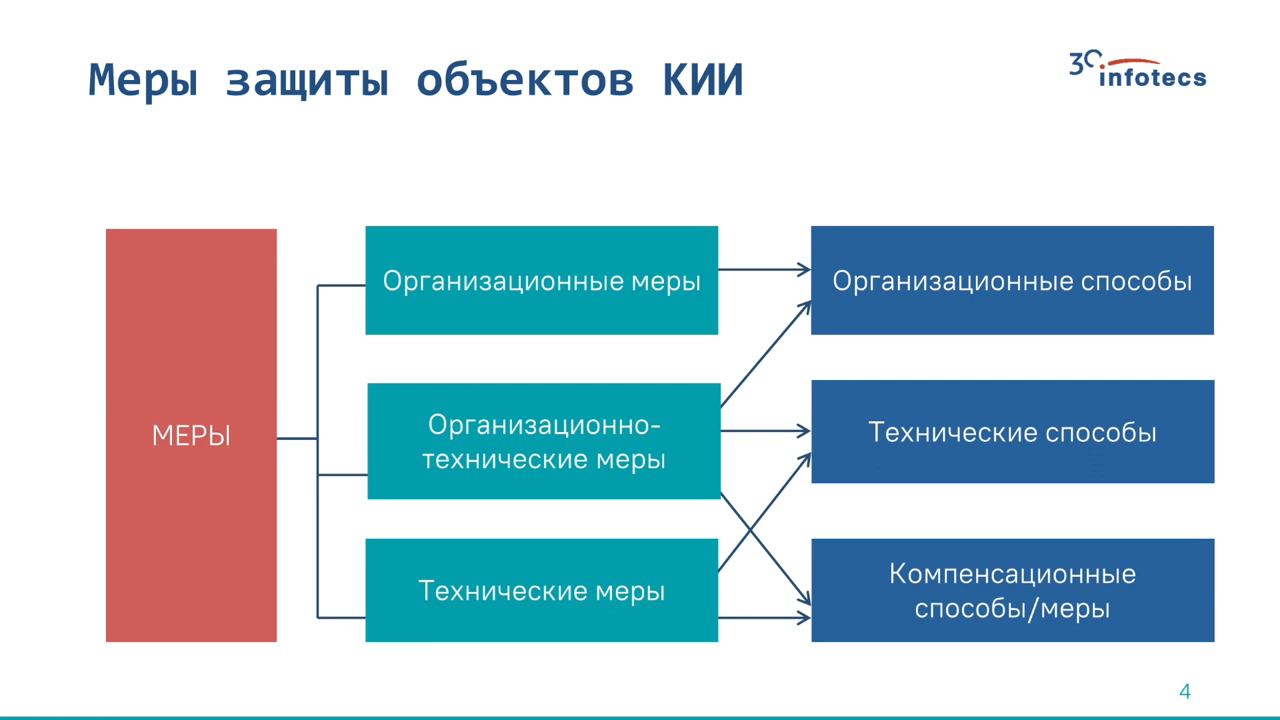 Меры защиты объектов КИИ
30 infotecs
МЕРЫ
Организационные меры
Организационные способы
Организационно-
технические меры
Технические способы
Технические меры
Компенсационные
способы/меры
4